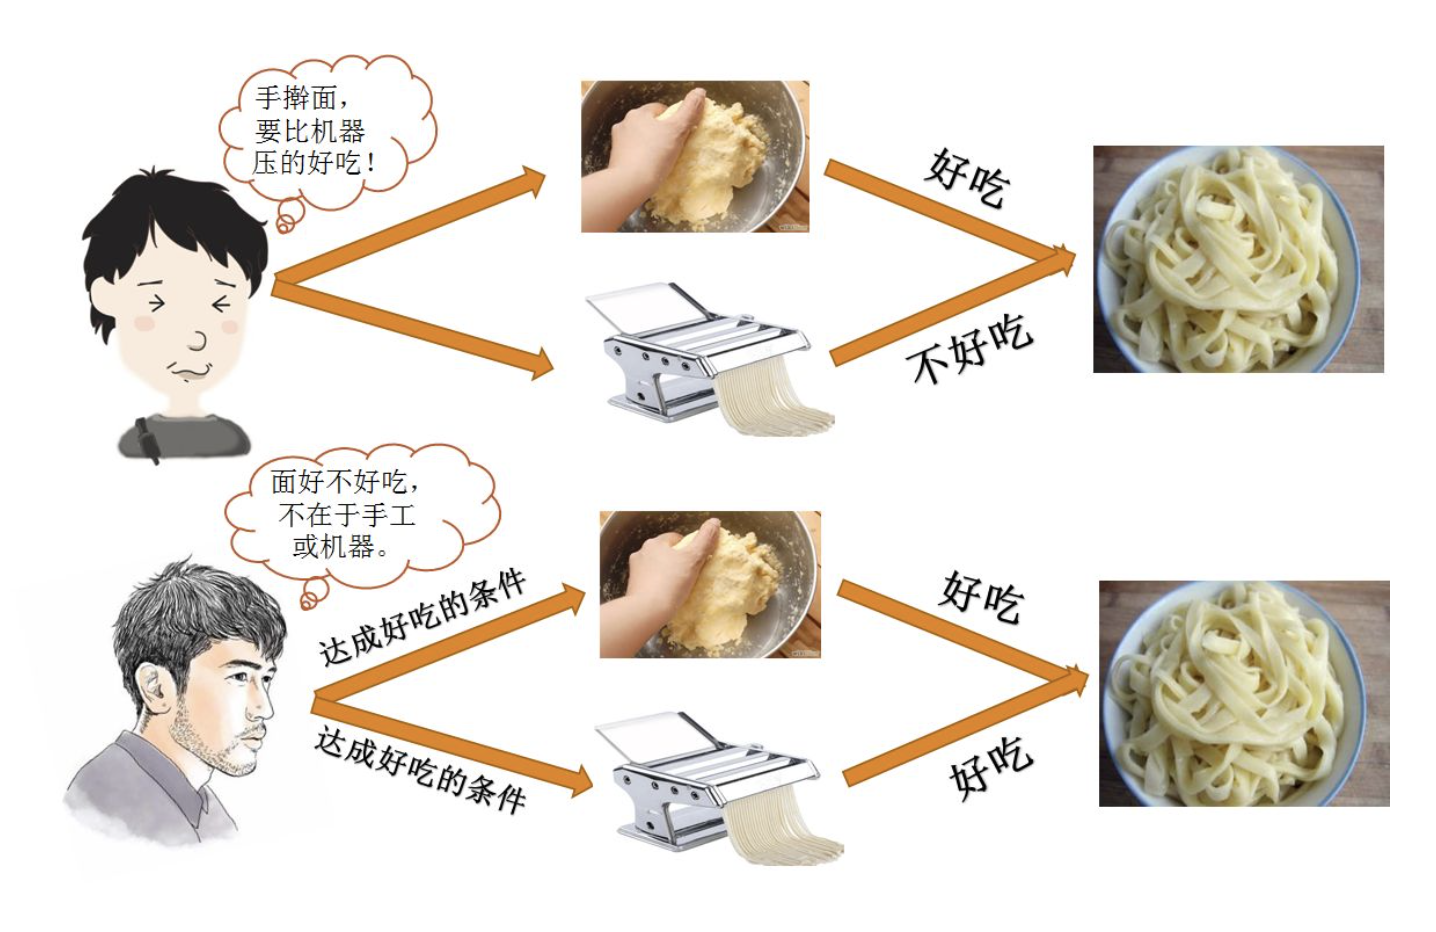 手擀面，
要比机器
压的好吃！
好吃
不好吃
面好不好吃，
不在于手工
或机器。
达成好吃的条件
达成好吃的条件
好吃
好吃